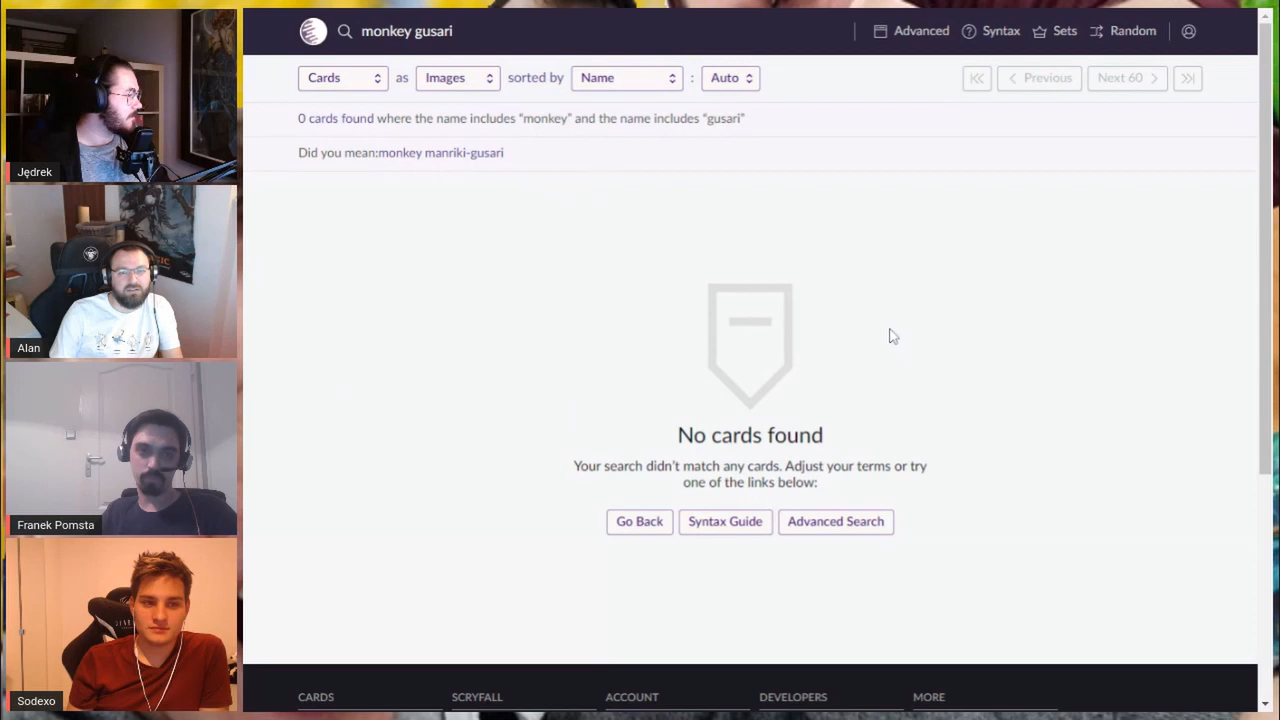 monkey gusari
Advanced
Syntax
Sets
Random
Cards as Images sorted by Name : Auto
Previous
Next 60
0 cards found where the name includes “monkey” and the name includes “gusari”
Did you mean:monkey manriki-gusari
No cards found
Your search didn’t match any cards. Adjust your terms or try
one of the links below:
Go Back
Syntax Guide
Advanced Search
CARDS
SCRYFALL
ACCOUNT
DEVELOPERS
MORE
Jędrek
Alan
Franek Pomsta
Sodexo